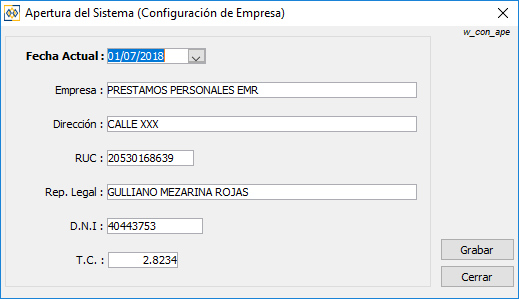 Apertura del Sistema (Configuración de Empresa)
w_con_ape
Fecha Actual : 01/07/2018
Empresa : PRESTAMOS PERSONALES EMR
Dirección : CALLE XXX
RUC : 20530168639
Rep. Legal : GULLIANO MEZARINA ROJAS
D.N.I : 40443753
T.C. : 2.8234
Grabar
Cerrar